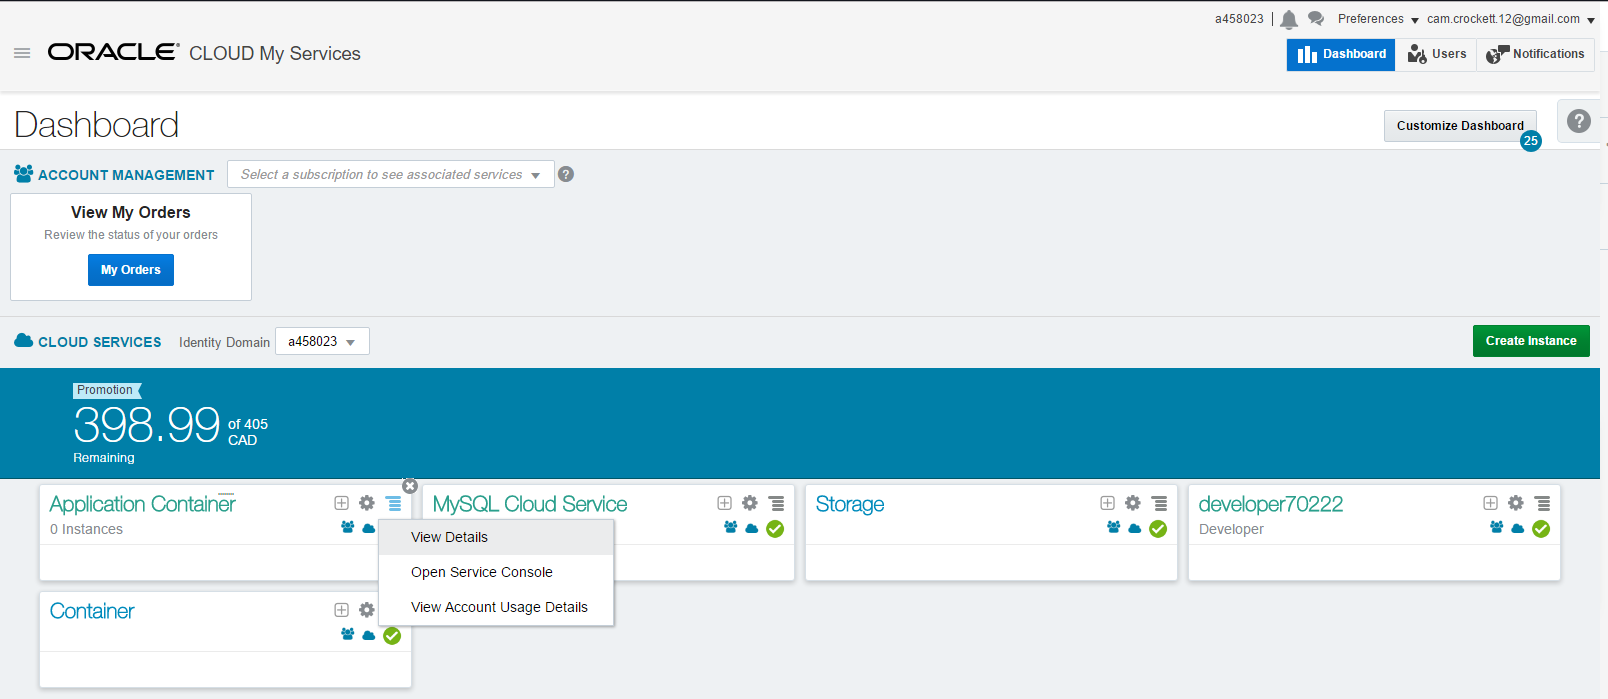 a458023
Preferences
cam.crockett.12@gmail.com
ORACLE CLOUD My Services
Dashboard
Users
Notifications
Dashboard
Customize Dashboard
25
?
ACCOUNT MANAGEMENT
Select a subscription to see associated services
?
View My Orders
Review the status of your orders
My Orders
CLOUD SERVICES
Identity Domain
a458023
Create Instance
Promotion
398.99 of 405 CAD
Remaining
Application Container
0 Instances
MySQL Cloud Service
Storage
developer70222
Developer
View Details
Open Service Console
View Account Usage Details
Container